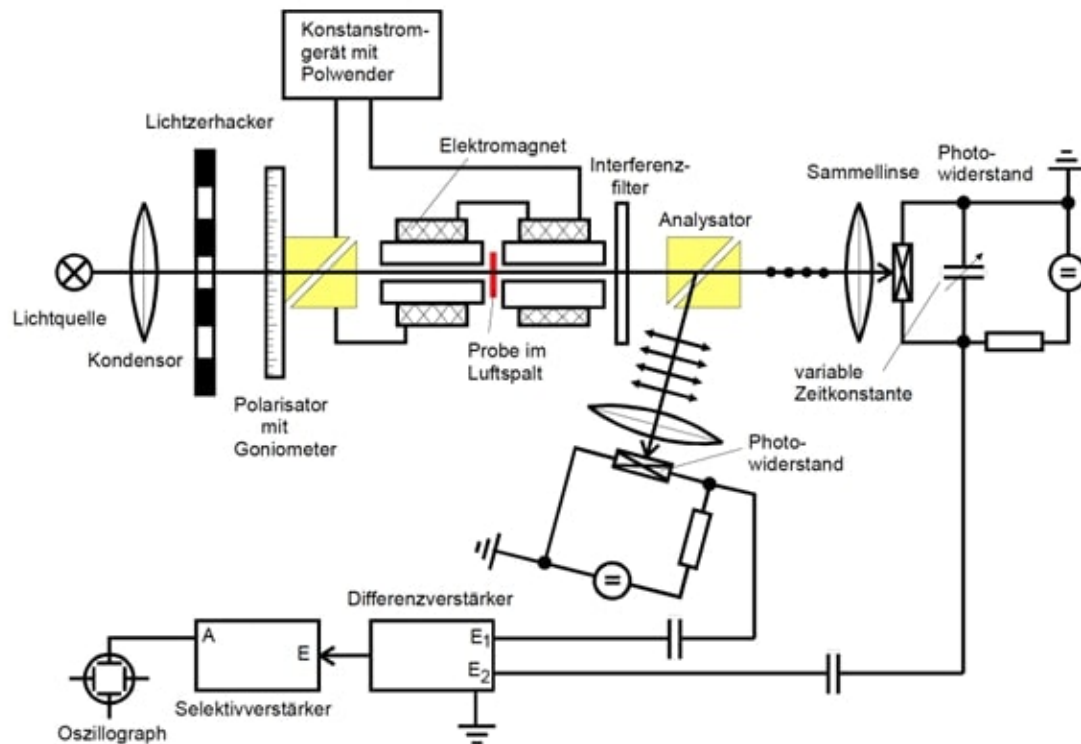 Konstanstrom-
gerät mit
Polwender
Lichtzerhacker
Elektromagnet
Interferenz-
filter
Photo-
widerstand
Sammellinse
Analysator
Lichtquelle
Kondensor
Probe im
Luftspalt
variable
Zeitkonstante
Polarisator
mit
Goniometer
Photo-
widerstand
Differenzverstärker
A
E
E1
E2
Selektivverstärker
Oszillograph